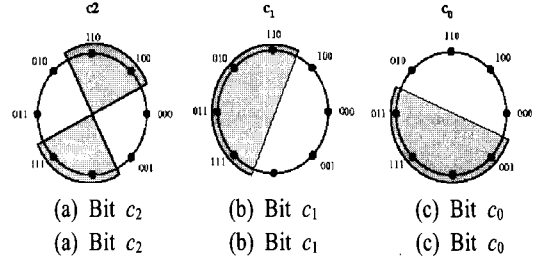 c2 c₁ c₀
110 110 110
010 100 010 100 010 100
011 000 011 000 011 000
111 001 111 001 111 001
(a) Bit c₂ (b) Bit c₁ (c) Bit c₀
(a) Bit c₂ (b) Bit c₁ (c) Bit c₀